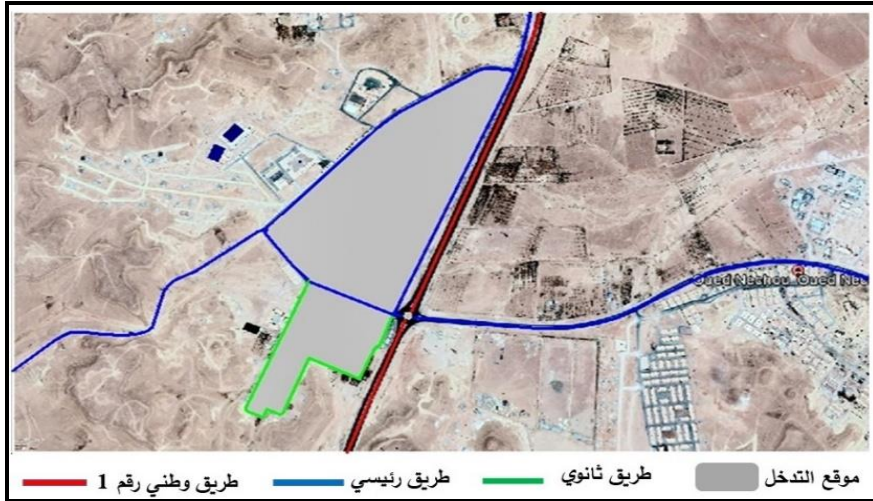 Oued Nechou
موقع التدخل
طريق ثانوي
طريق رئيسي
طريق وطني رقم 1